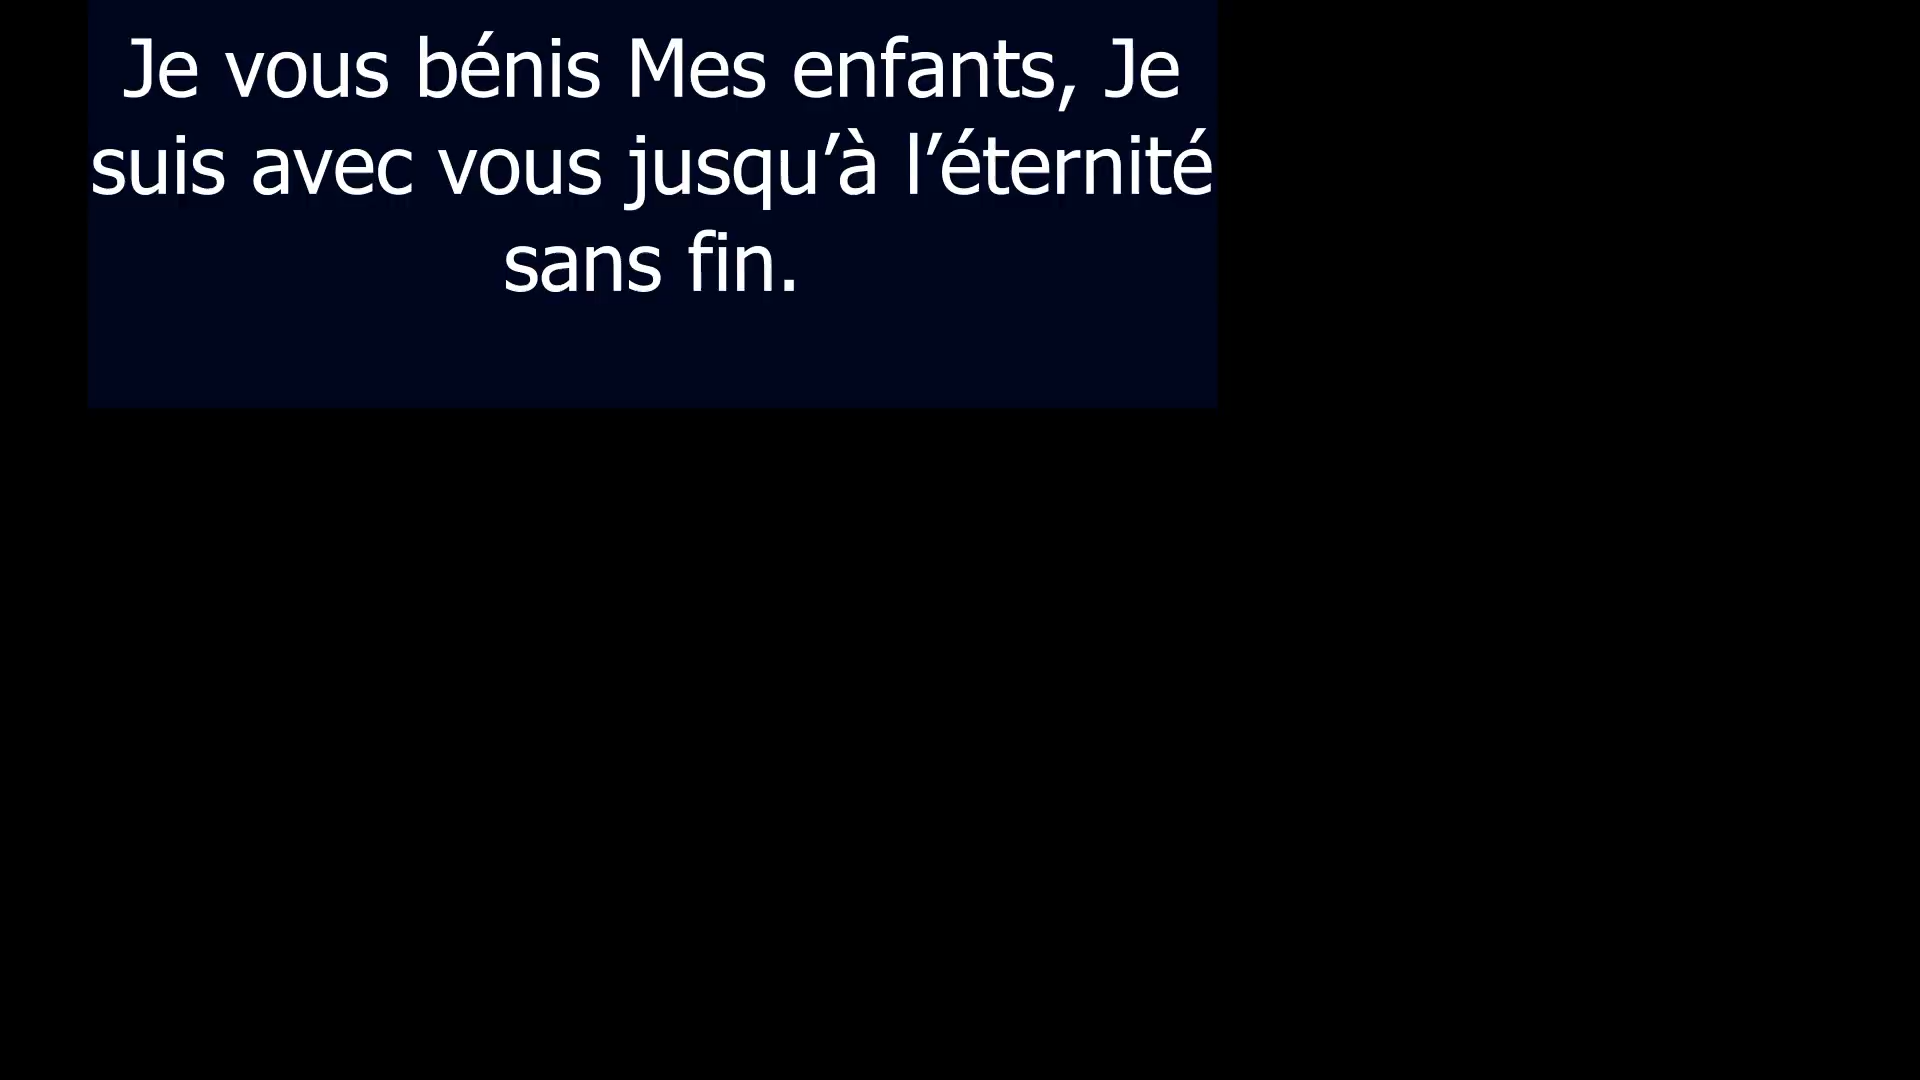 Je vous bénis Mes enfants, Je
suis avec vous jusqu’à l’éternité
sans fin.